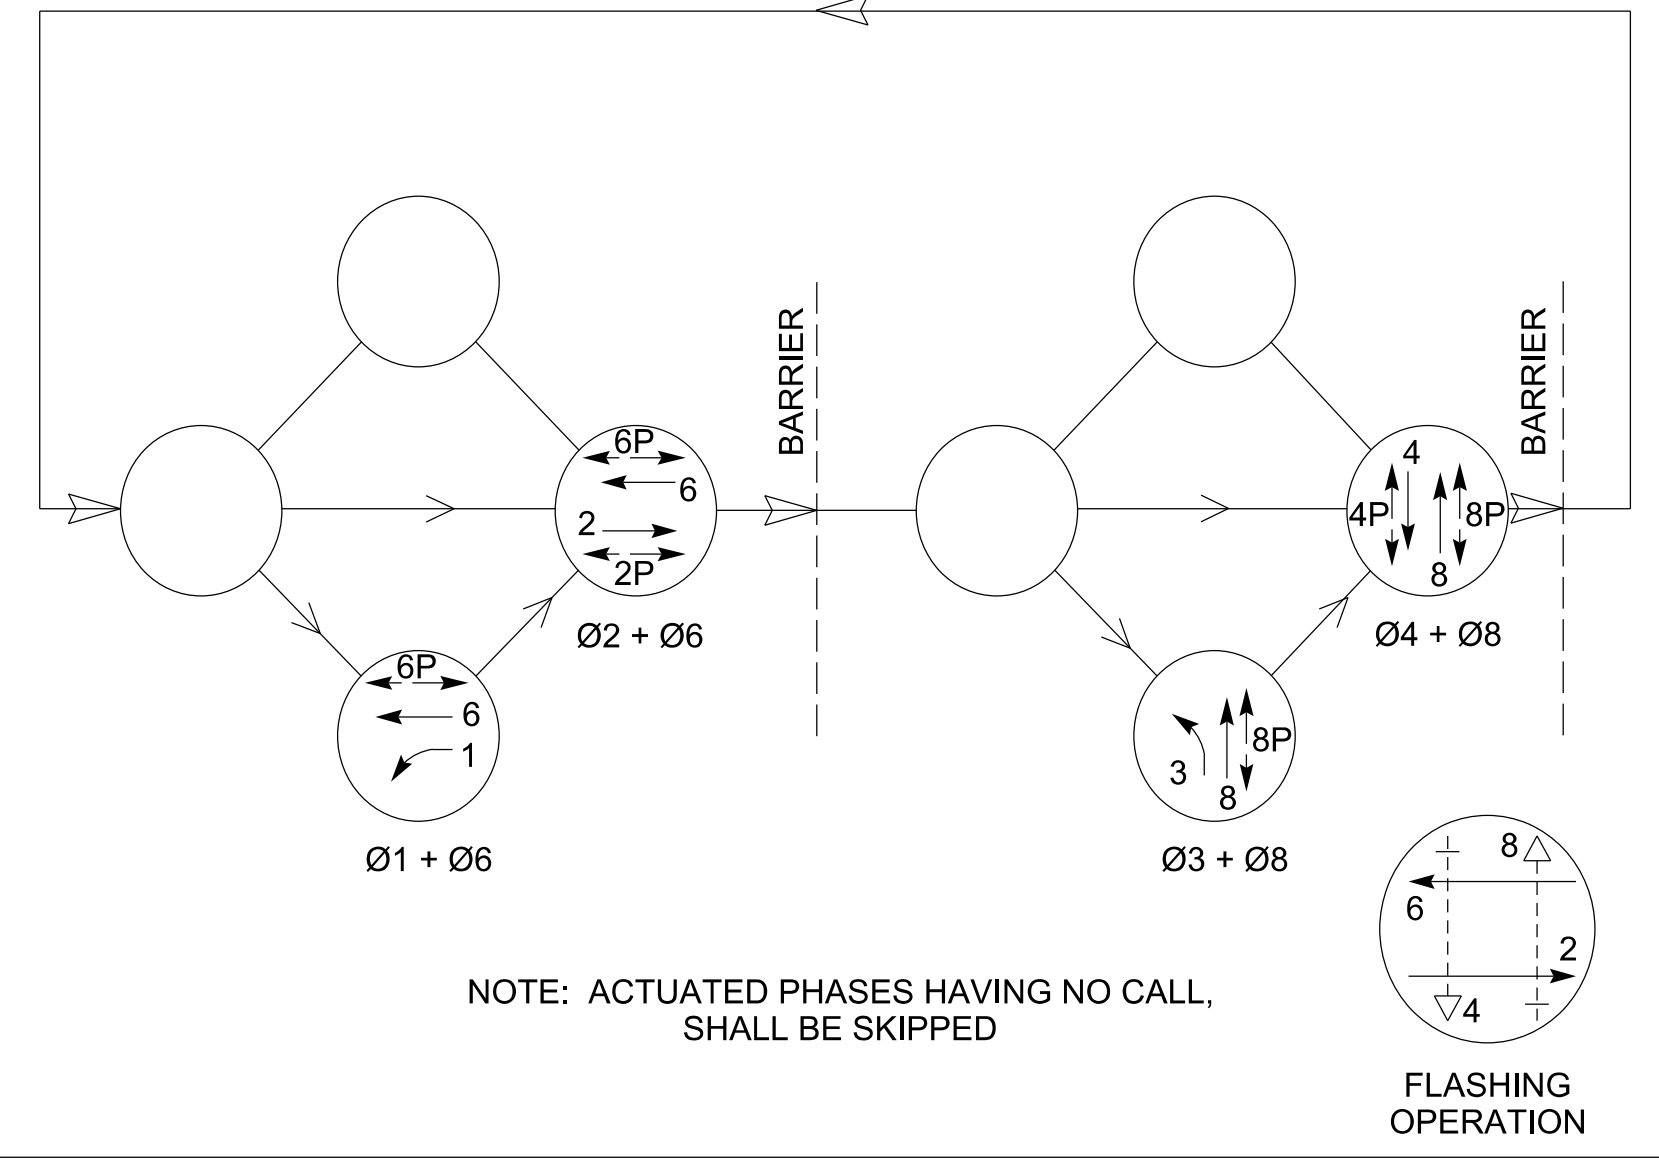 BARRIER
BARRIER
6P
6
2
2P
Ø2 + Ø6
4
4P
8P
8
Ø4 + Ø8
6P
6
1
Ø1 + Ø6
3
8P
8
Ø3 + Ø8
8
6
2
4
NOTE: ACTUATED PHASES HAVING NO CALL,
SHALL BE SKIPPED
FLASHING
OPERATION